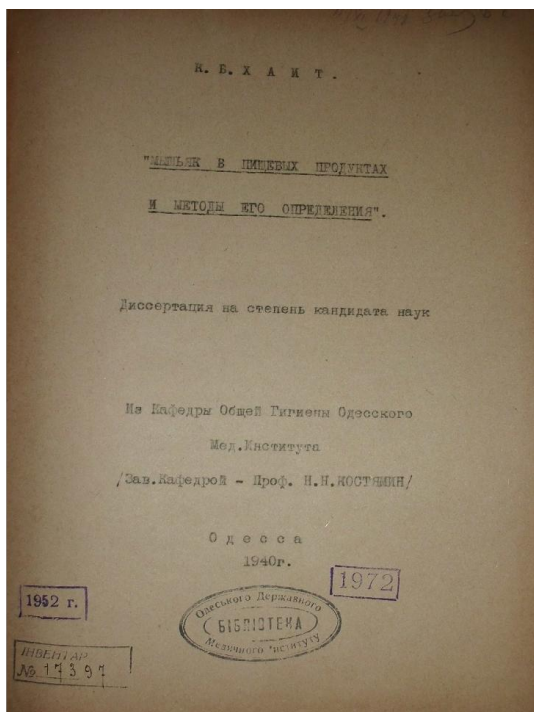 К. Б. Х А И Т .
"МЫШЬЯК В ПИЩЕВЫХ ПРОДУКТАХ
И МЕТОДЫ ЕГО ОПРЕДЕЛЕНИЯ".
Диссертация на степень кандидата наук
Из Кафедры Общей Гигиены Одесского
Мед.Института
/Зав.Кафедрой - Проф. Н.Н.КОСТЯМИН/
О д е с с а
1940г.
1972
1952 г.
Одеського Державного
БІБЛІОТЕКА
Медичного Інституту
ІНВЕНТАР
№ 17397